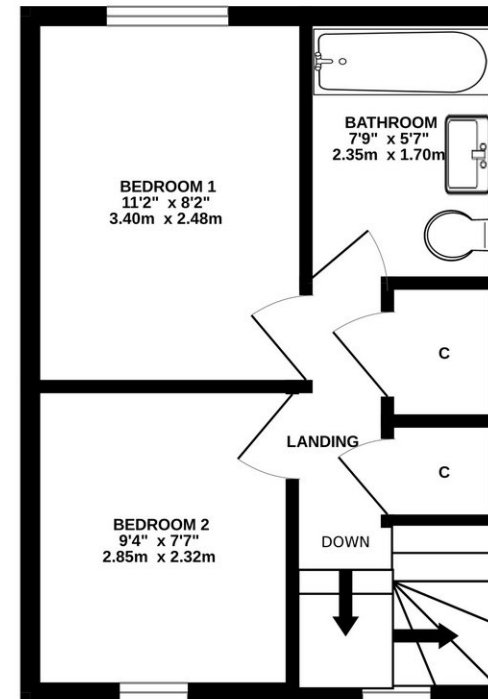 BATHROOM
7'9" x 5'7"
2.35m x 1.70m
BEDROOM 1
11'2" x 8'2"
3.40m x 2.48m
C
LANDING
C
BEDROOM 2
9'4" x 7'7"
2.85m x 2.32m
DOWN